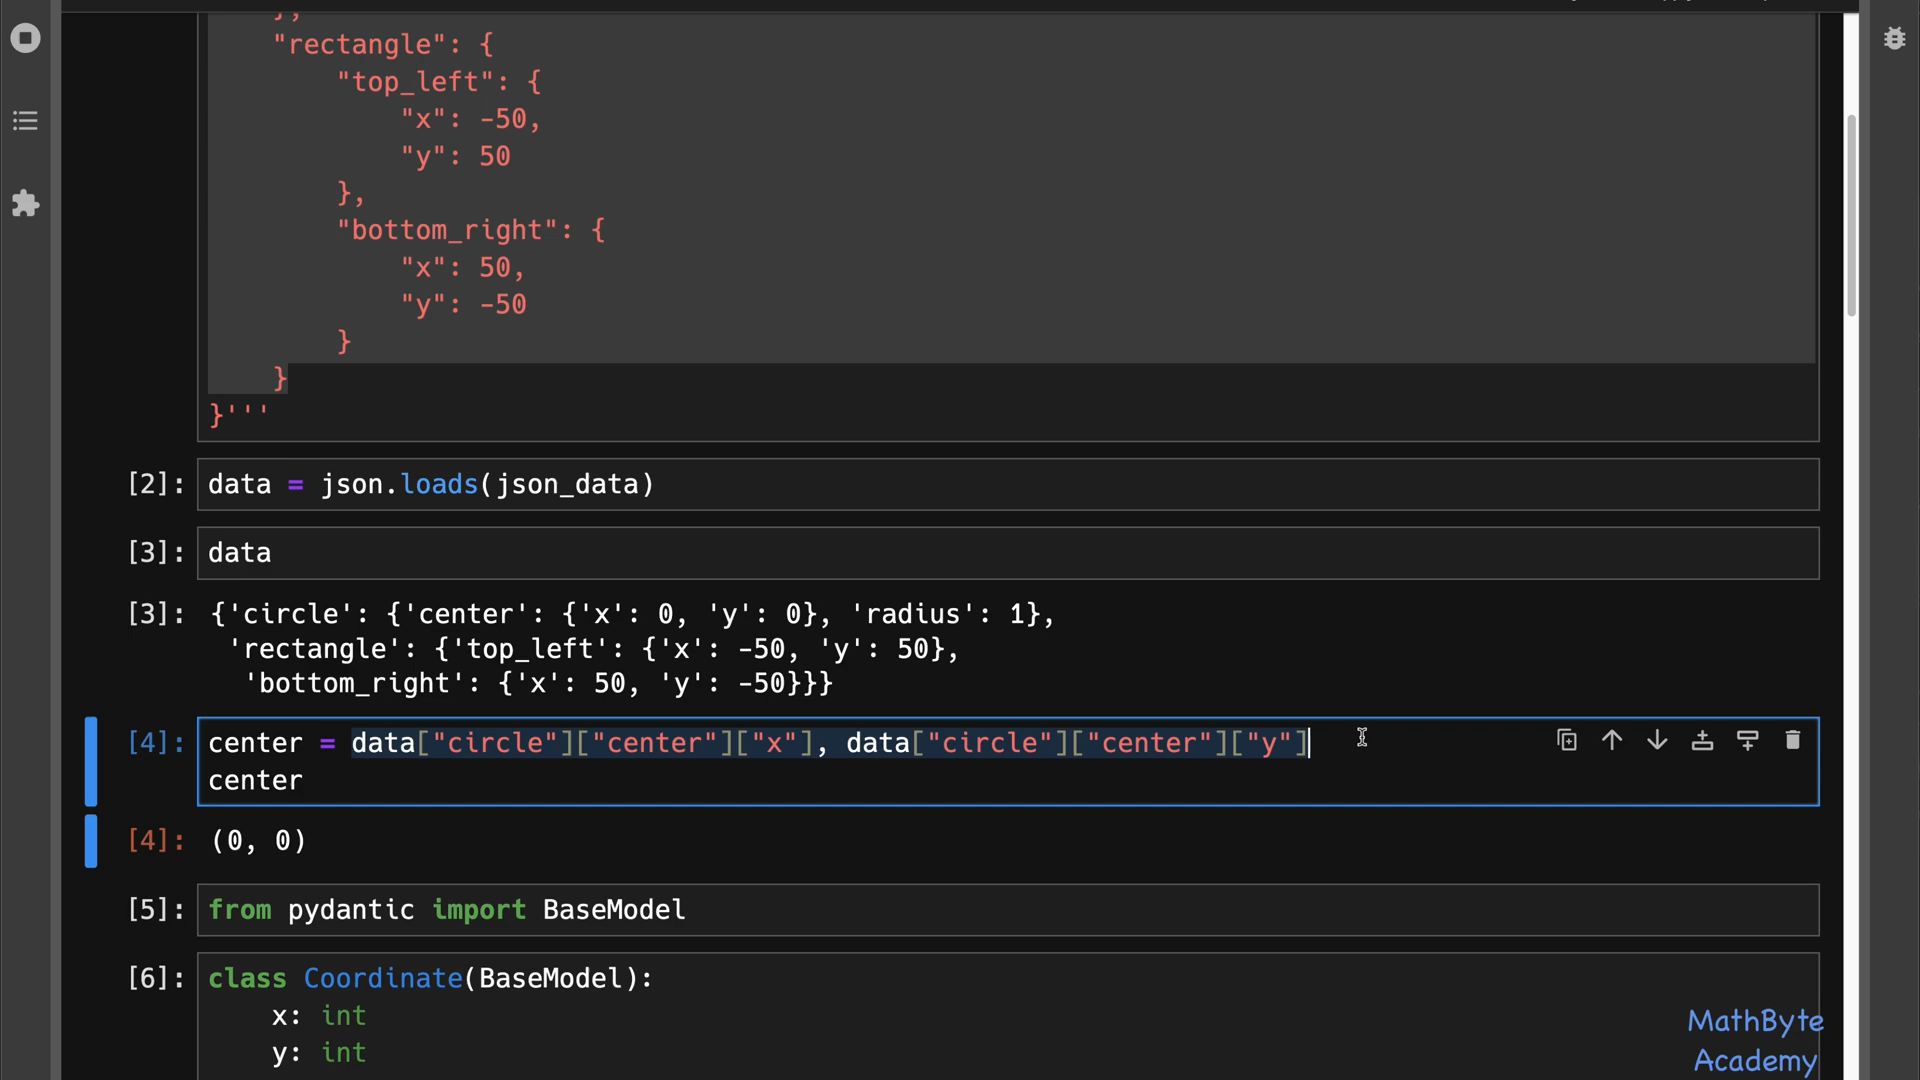 },
"rectangle": {
"top_left": {
"x": -50,
"y": 50
},
"bottom_right": {
"x": 50,
"y": -50
}
}
}'''
[2]: data = json.loads(json_data)
[3]: data
[3]: {'circle': {'center': {'x': 0, 'y': 0}, 'radius': 1},
'rectangle': {'top_left': {'x': -50, 'y': 50},
'bottom_right': {'x': 50, 'y': -50}}}
[4]: center = data["circle"]["center"]["x"], data["circle"]["center"]["y"]
center
[4]: (0, 0)
[5]: from pydantic import BaseModel
[6]: class Coordinate(BaseModel):
x: int
y: int
MathByte
Academy